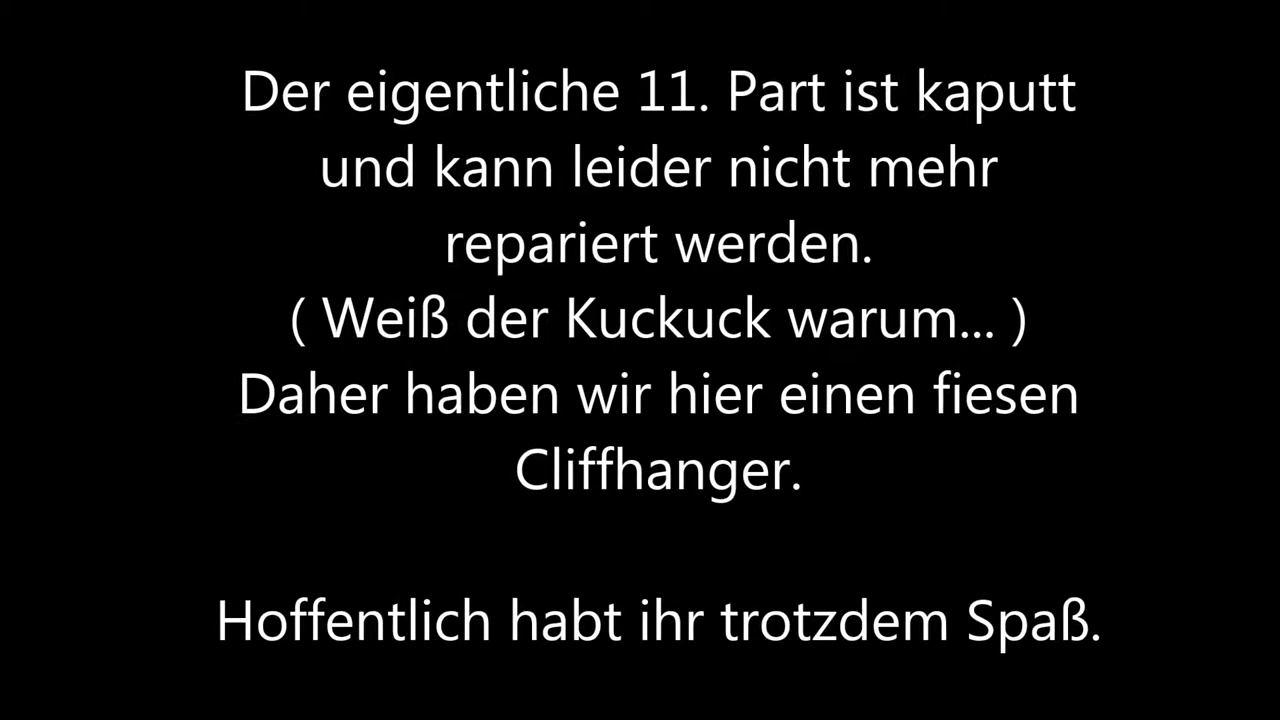 Der eigentliche 11. Part ist kaputt
und kann leider nicht mehr
repariert werden.
( Weiß der Kuckuck warum... )
Daher haben wir hier einen fiesen
Cliffhanger.
Hoffentlich habt ihr trotzdem Spaß.